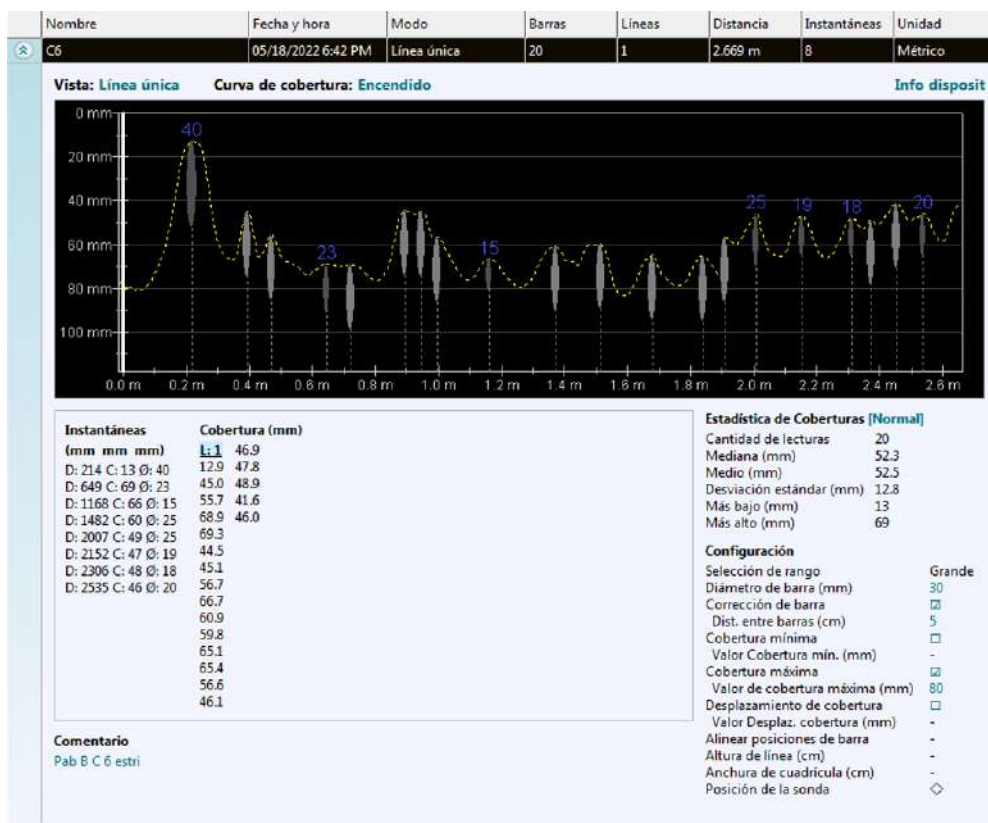 Nombre Fecha y hora Modo Barras Líneas Distancia Instantáneas Unidad
C6 05/18/2022 6:42 PM Línea única 20 1 2.669 m 8 Métrico
Vista: Línea única Curva de cobertura: Encendido Info disposit
0 mm
20 mm
40 mm
60 mm
80 mm
100 mm
40
23
15
25
19
18
20
0.0 m 0.2 m 0.4 m 0.6 m 0.8 m 1.0 m 1.2 m 1.4 m 1.6 m 1.8 m 2.0 m 2.2 m 2.4 m 2.6 m
Instantáneas
(mm mm mm)
D: 214 C: 13 Ø: 40
D: 649 C: 69 Ø: 23
D: 1168 C: 66 Ø: 15
D: 1482 C: 60 Ø: 25
D: 2007 C: 49 Ø: 25
D: 2152 C: 47 Ø: 19
D: 2306 C: 48 Ø: 18
D: 2535 C: 46 Ø: 20
Cobertura (mm)
L: 1 46.9
12.9 47.8
45.0 48.9
55.7 41.6
68.9 46.0
69.3
44.5
45.1
56.7
66.7
60.9
59.8
65.1
65.4
56.6
46.1
Estadística de Coberturas [Normal]
Cantidad de lecturas 20
Mediana (mm) 52.3
Medio (mm) 52.5
Desviación estándar (mm) 12.8
Más bajo (mm) 13
Más alto (mm) 69
Configuración
Selección de rango Grande
Diámetro de barra (mm) 30
Corrección de barra ☑
Dist. entre barras (cm) 5
Cobertura mínima ☐
Valor Cobertura mín. (mm) -
Cobertura máxima ☑
Valor de cobertura máxima (mm) 80
Desplazamiento de cobertura ☐
Valor Desplaz. cobertura (mm) -
Alinear posiciones de barra -
Altura de línea (cm) -
Anchura de cuadrícula (cm) -
Posición de la sonda ◇
Comentario
Pab B C 6 estri